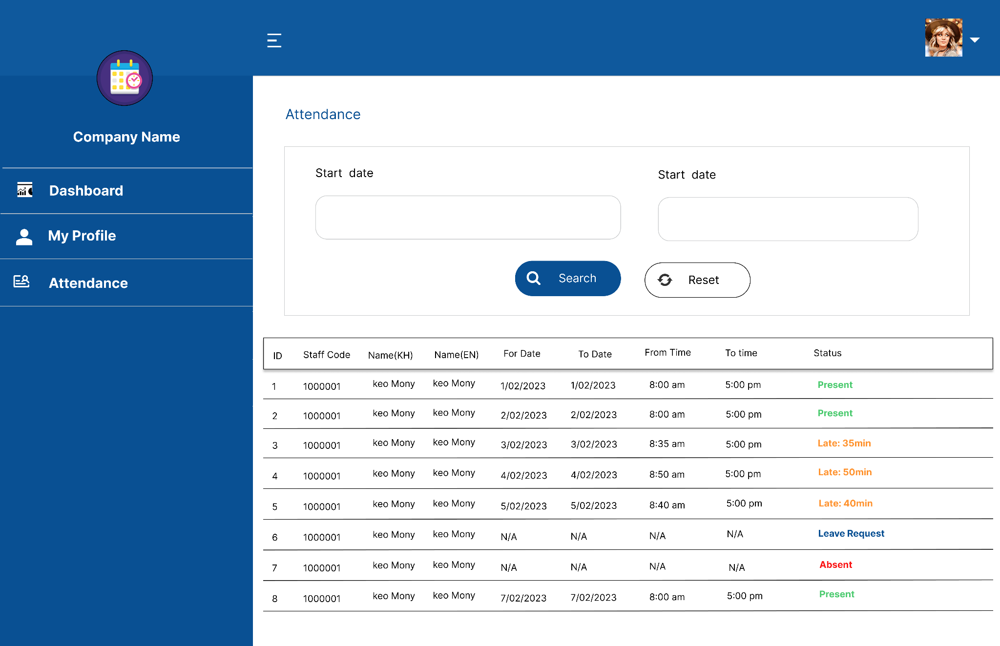 Company Name
Dashboard
My Profile
Attendance
Attendance
Start date
Start date
Search
Reset
ID Staff Code Name(KH) Name(EN) For Date To Date From Time To time Status
1 1000001 keo Mony keo Mony 1/02/2023 1/02/2023 8:00 am 5:00 pm Present
2 1000001 keo Mony keo Mony 2/02/2023 2/02/2023 8:00 am 5:00 pm Present
3 1000001 keo Mony keo Mony 3/02/2023 3/02/2023 8:35 am 5:00 pm Late: 35min
4 1000001 keo Mony keo Mony 4/02/2023 4/02/2023 8:50 am 5:00 pm Late: 50min
5 1000001 keo Mony keo Mony 5/02/2023 5/02/2023 8:40 am 5:00 pm Late: 40min
6 1000001 keo Mony keo Mony N/A N/A N/A N/A Leave Request
7 1000001 keo Mony keo Mony N/A N/A N/A N/A Absent
8 1000001 keo Mony keo Mony 7/02/2023 7/02/2023 8:00 am 5:00 pm Present